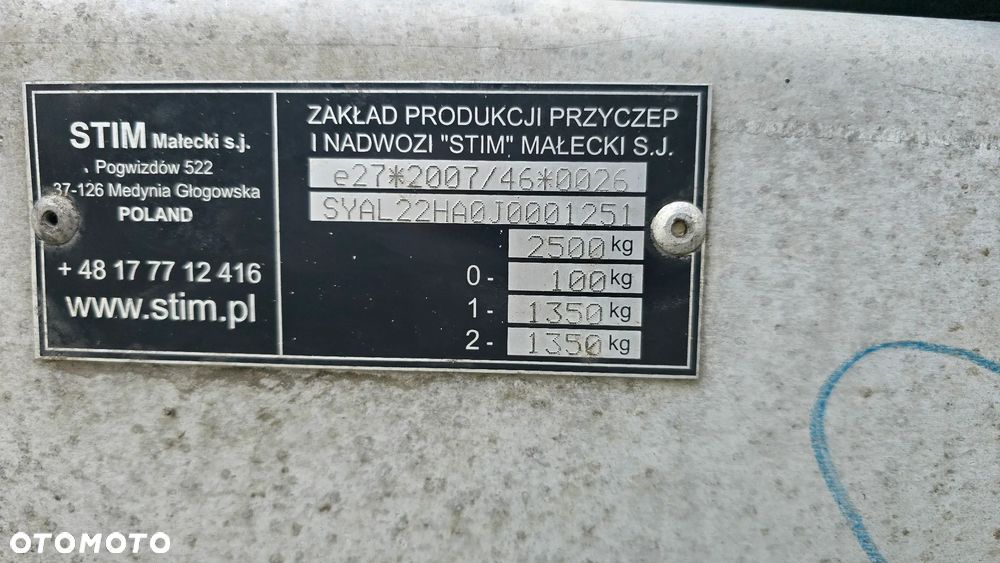 STIM Małecki s.j.
Pogwizdów 522
37-126 Medynia Głogowska
POLAND
+ 48 17 77 12 416
www.stim.pl
ZAKŁAD PRODUKCJI PRZYCZEP
I NADWOZI "STIM" MAŁECKI S.J.
e27*2007/46*0026
SYAL22HA0J0001251
2500 kg
0- 100 kg
1- 1350 kg
2- 1350 kg
OTOMOTO